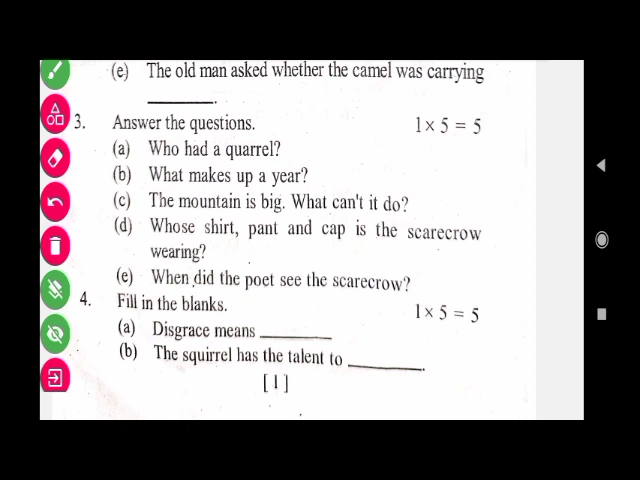 (e) The old man asked whether the camel was carrying
__________.
3. Answer the questions. 1 × 5 = 5
(a) Who had a quarrel?
(b) What makes up a year?
(c) The mountain is big. What can't it do?
(d) Whose shirt, pant and cap is the scarecrow
wearing?
(e) When did the poet see the scarecrow?
4. Fill in the blanks. 1 × 5 = 5
(a) Disgrace means __________
(b) The squirrel has the talent to __________.
[ 1 ]